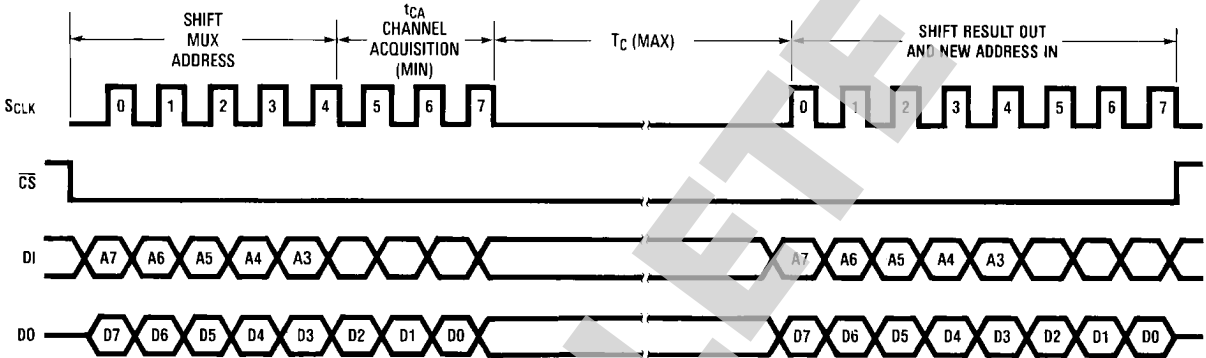 SHIFT
MUX
ADDRESS
tCA
CHANNEL
ACQUISITION
(MIN)
TC (MAX)
SHIFT RESULT OUT
AND NEW ADDRESS IN
SCLK 0 1 2 3 4 5 6 7 0 1 2 3 4 5 6 7
CS
DI A7 A6 A5 A4 A3 A7 A6 A5 A4 A3
DO D7 D6 D5 D4 D3 D2 D1 D0 D7 D6 D5 D4 D3 D2 D1 D0
LETE